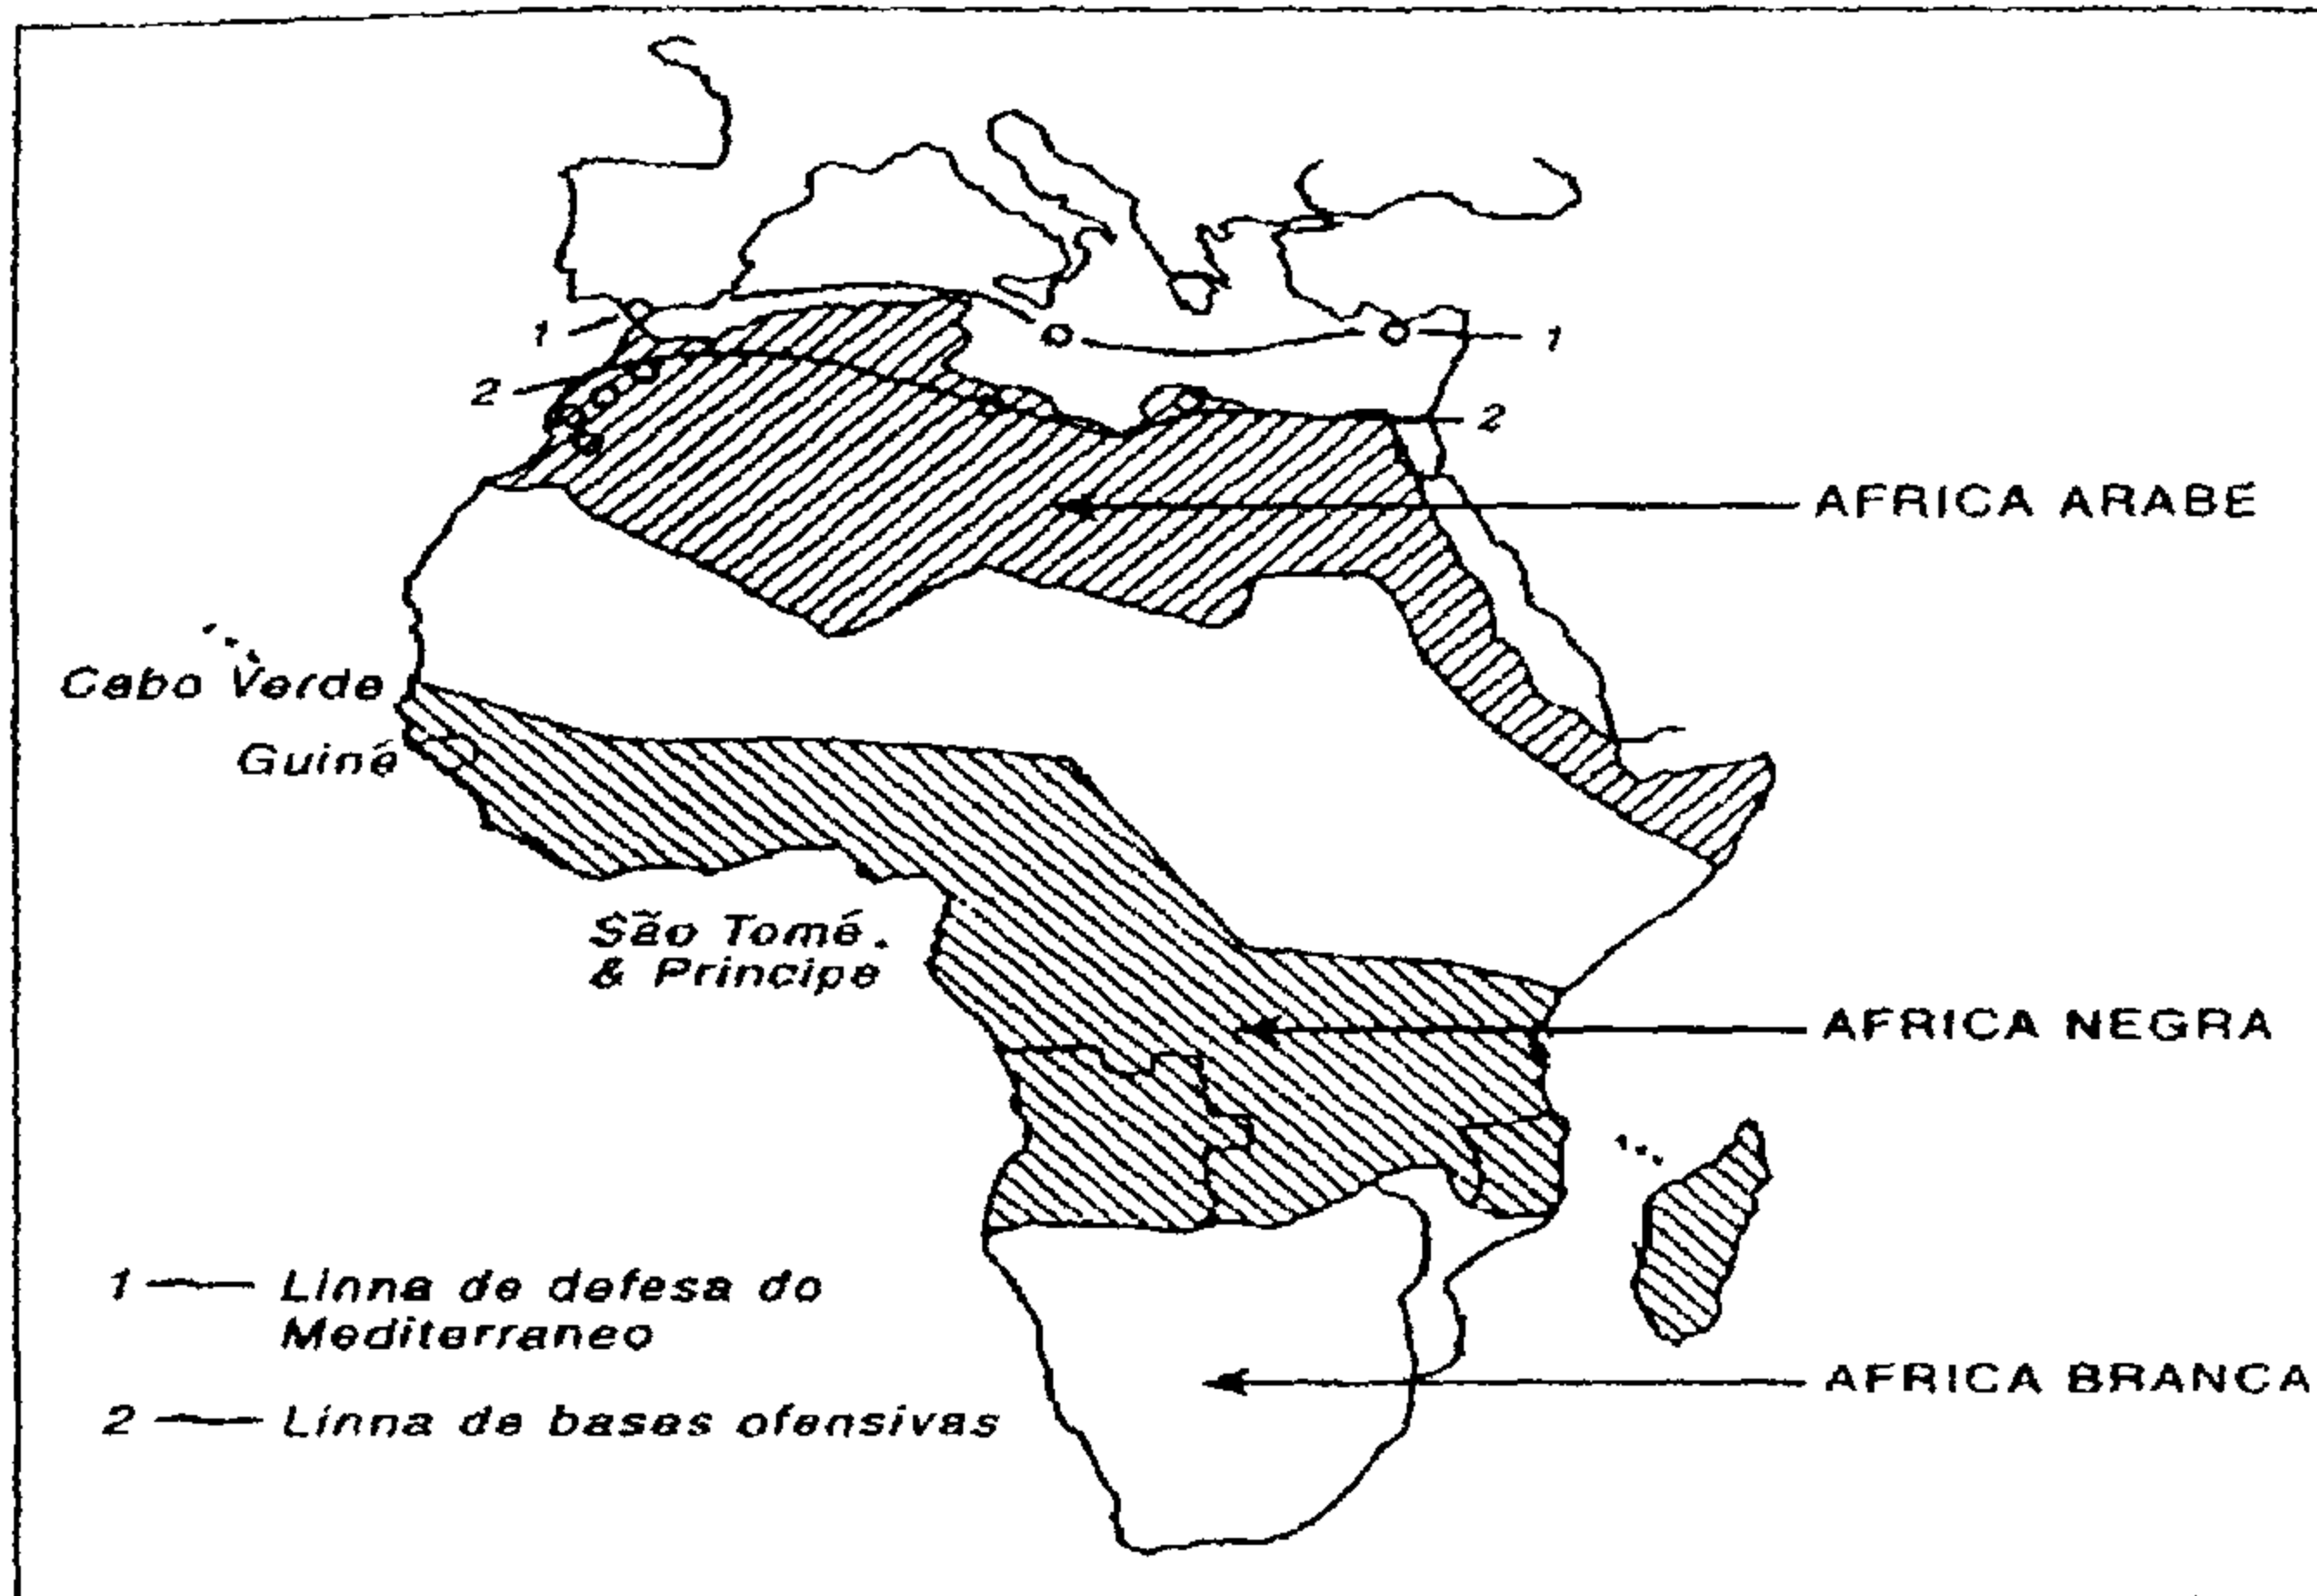 1
1
2
2
AFRICA ARABE
Cabo Verde
Guiné
São Tomé.
& Principe
AFRICA NEGRA
1 — Linna de defesa do
Mediterraneo
AFRICA BRANCA
2 — Linna de bases ofensivas